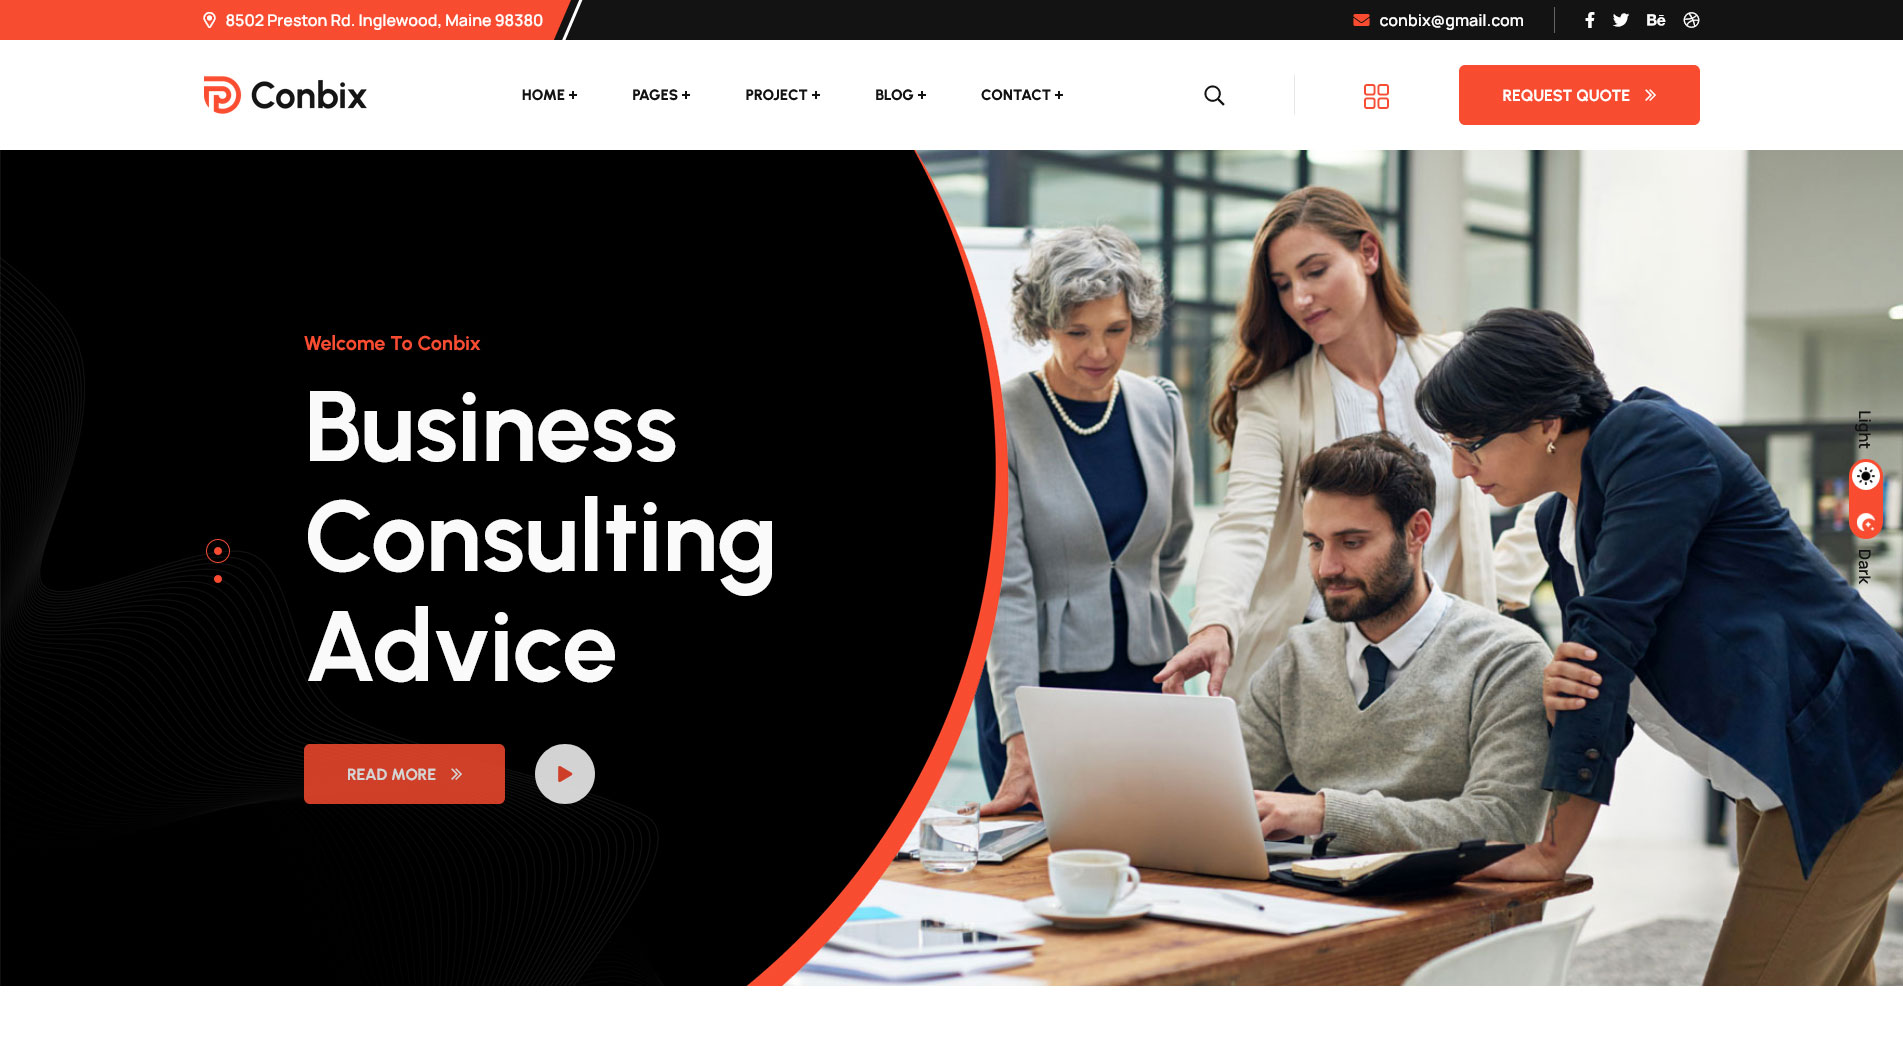 8502 Preston Rd. Inglewood, Maine 98380
conbix@gmail.com
Bē
Conbix
HOME +
PAGES +
PROJECT +
BLOG +
CONTACT +
REQUEST QUOTE
Welcome To Conbix
Business
Consulting
Advice
READ MORE
Light
Dark